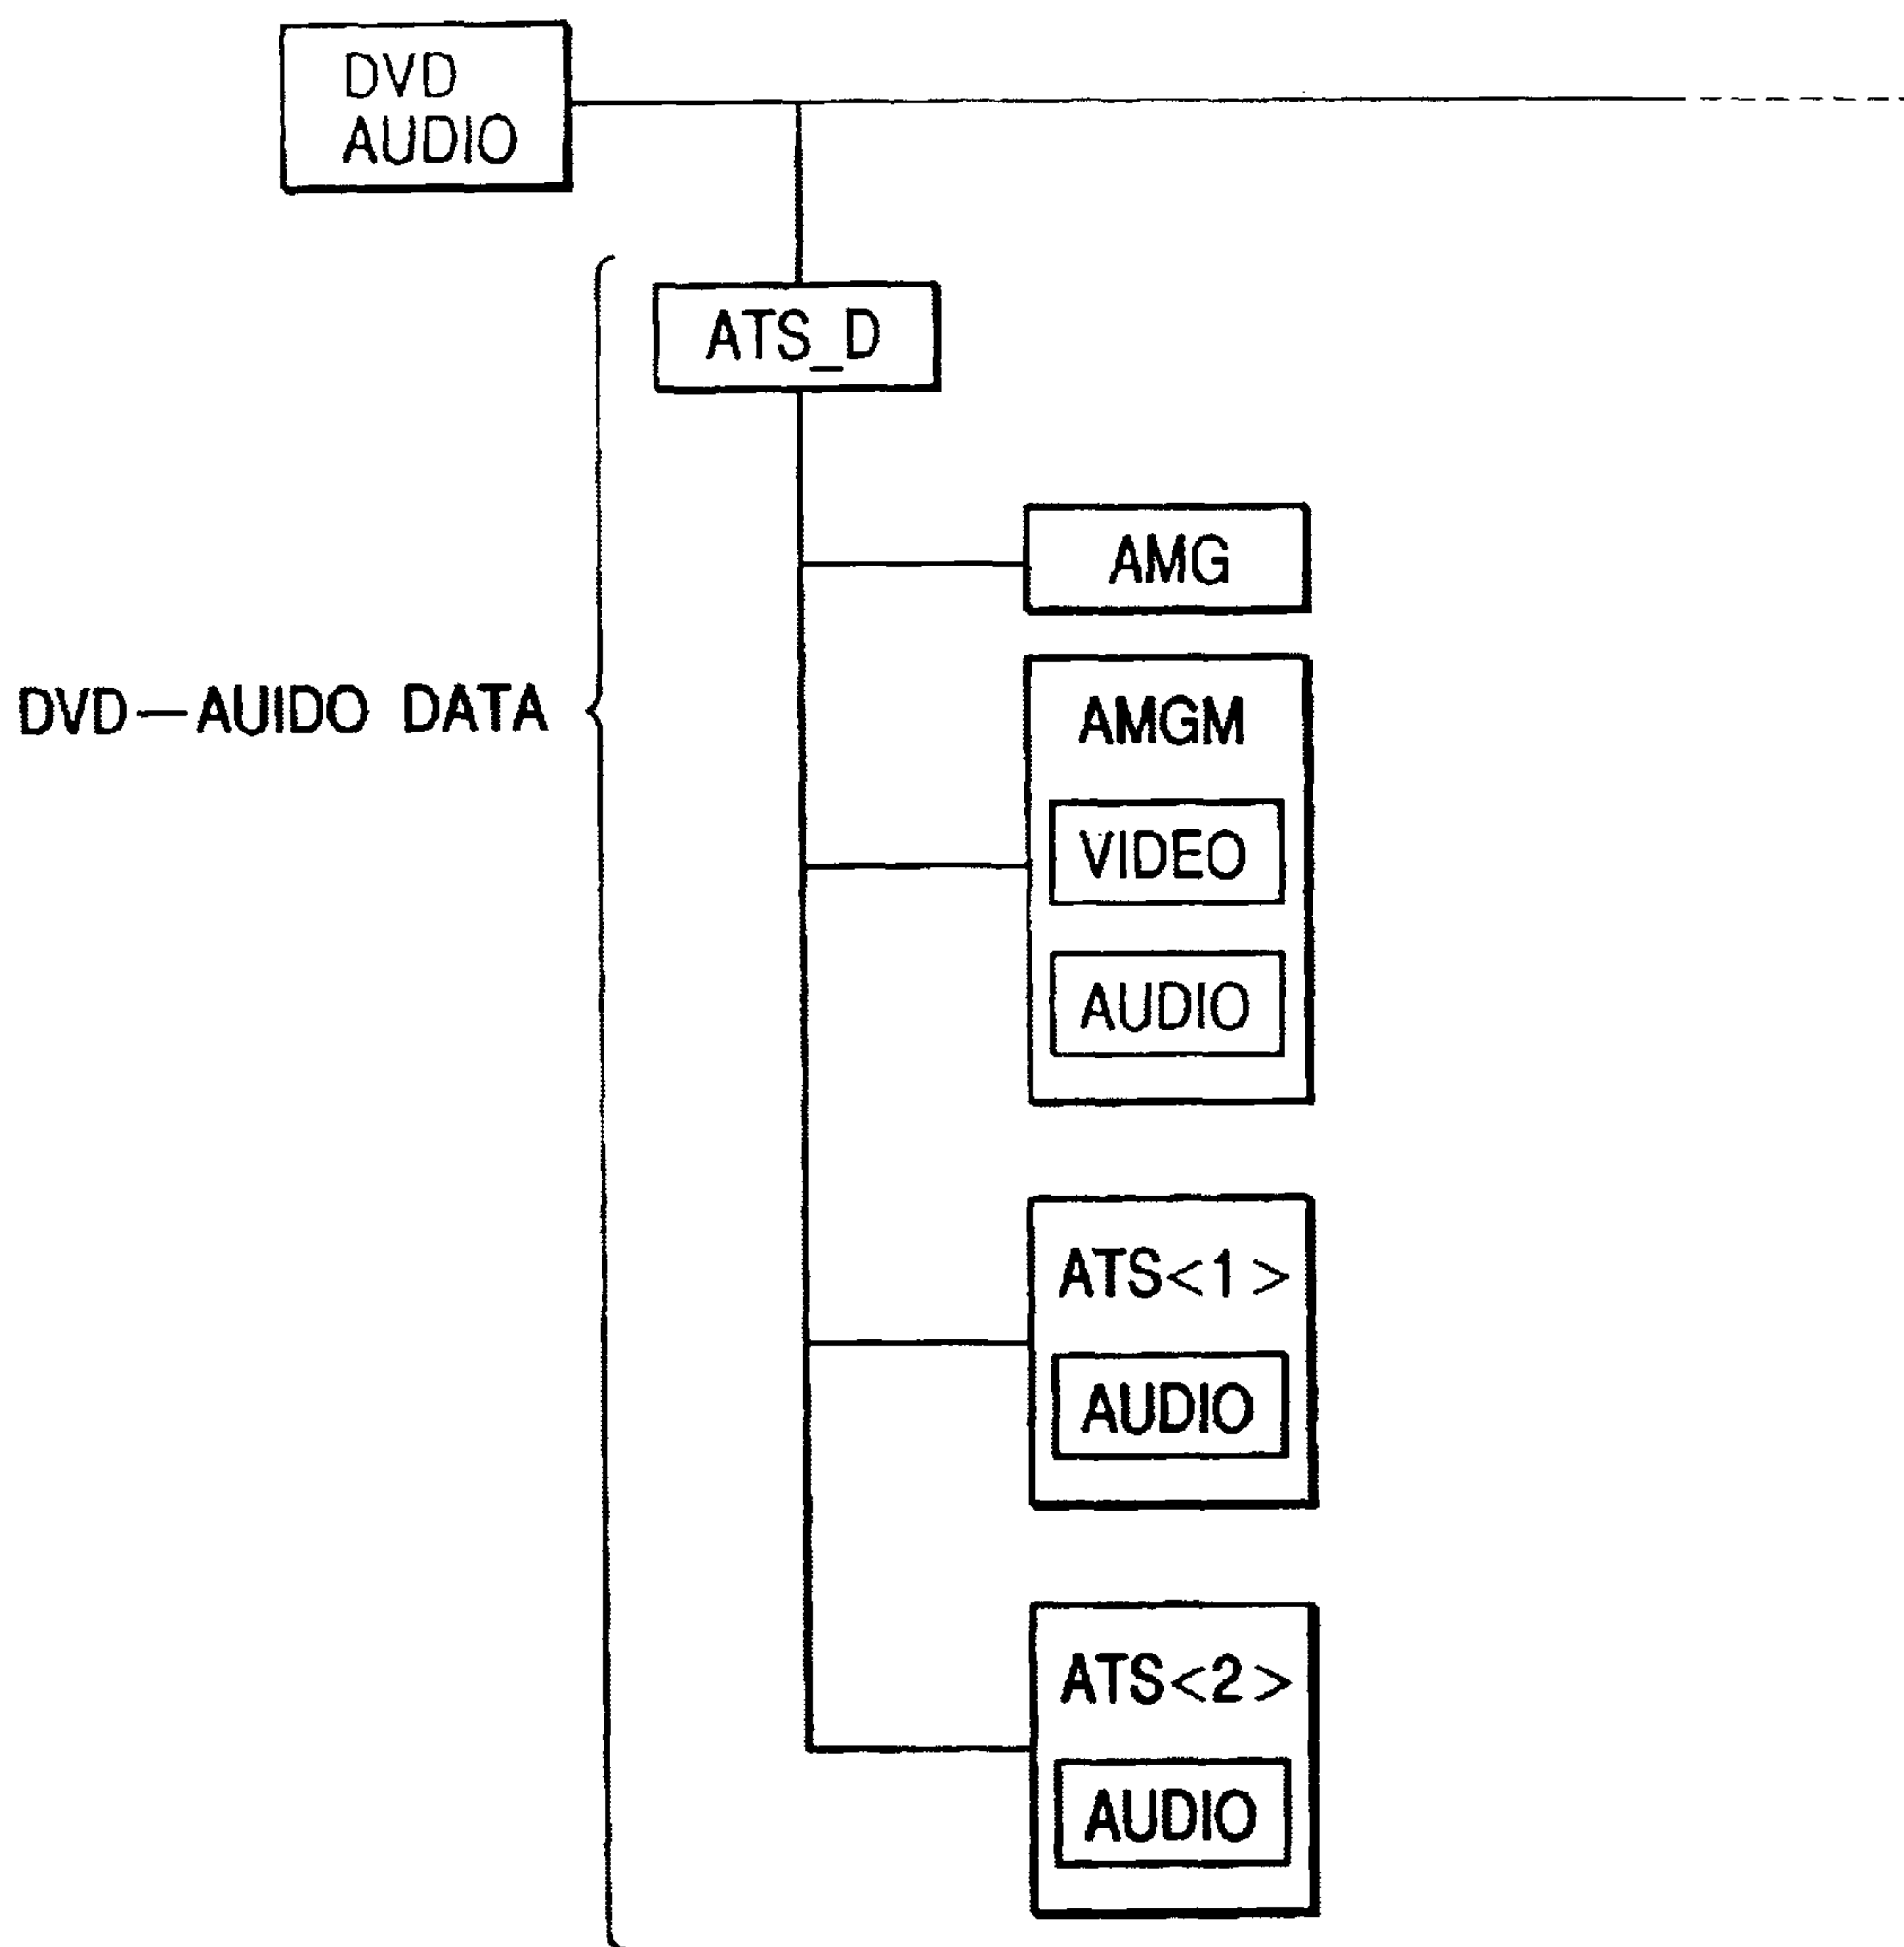 DVD
AUDIO
ATS_D
AMG
DVD—AUIDO DATA
AMGM
VIDEO
AUDIO
ATS<1>
AUDIO
ATS<2>
AUDIO